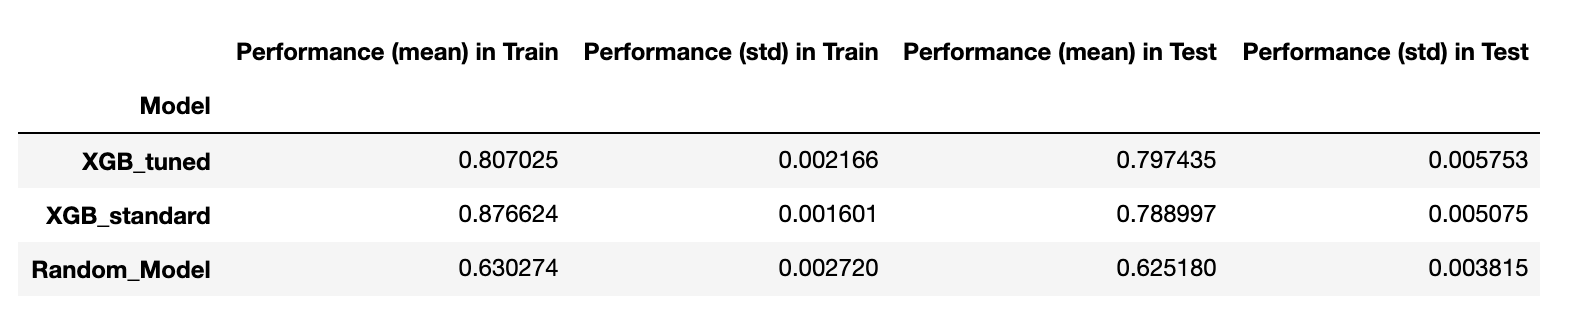 Performance (mean) in Train Performance (std) in Train Performance (mean) in Test Performance (std) in Test
Model
XGB_tuned 0.807025 0.002166 0.797435 0.005753
XGB_standard 0.876624 0.001601 0.788997 0.005075
Random_Model 0.630274 0.002720 0.625180 0.003815